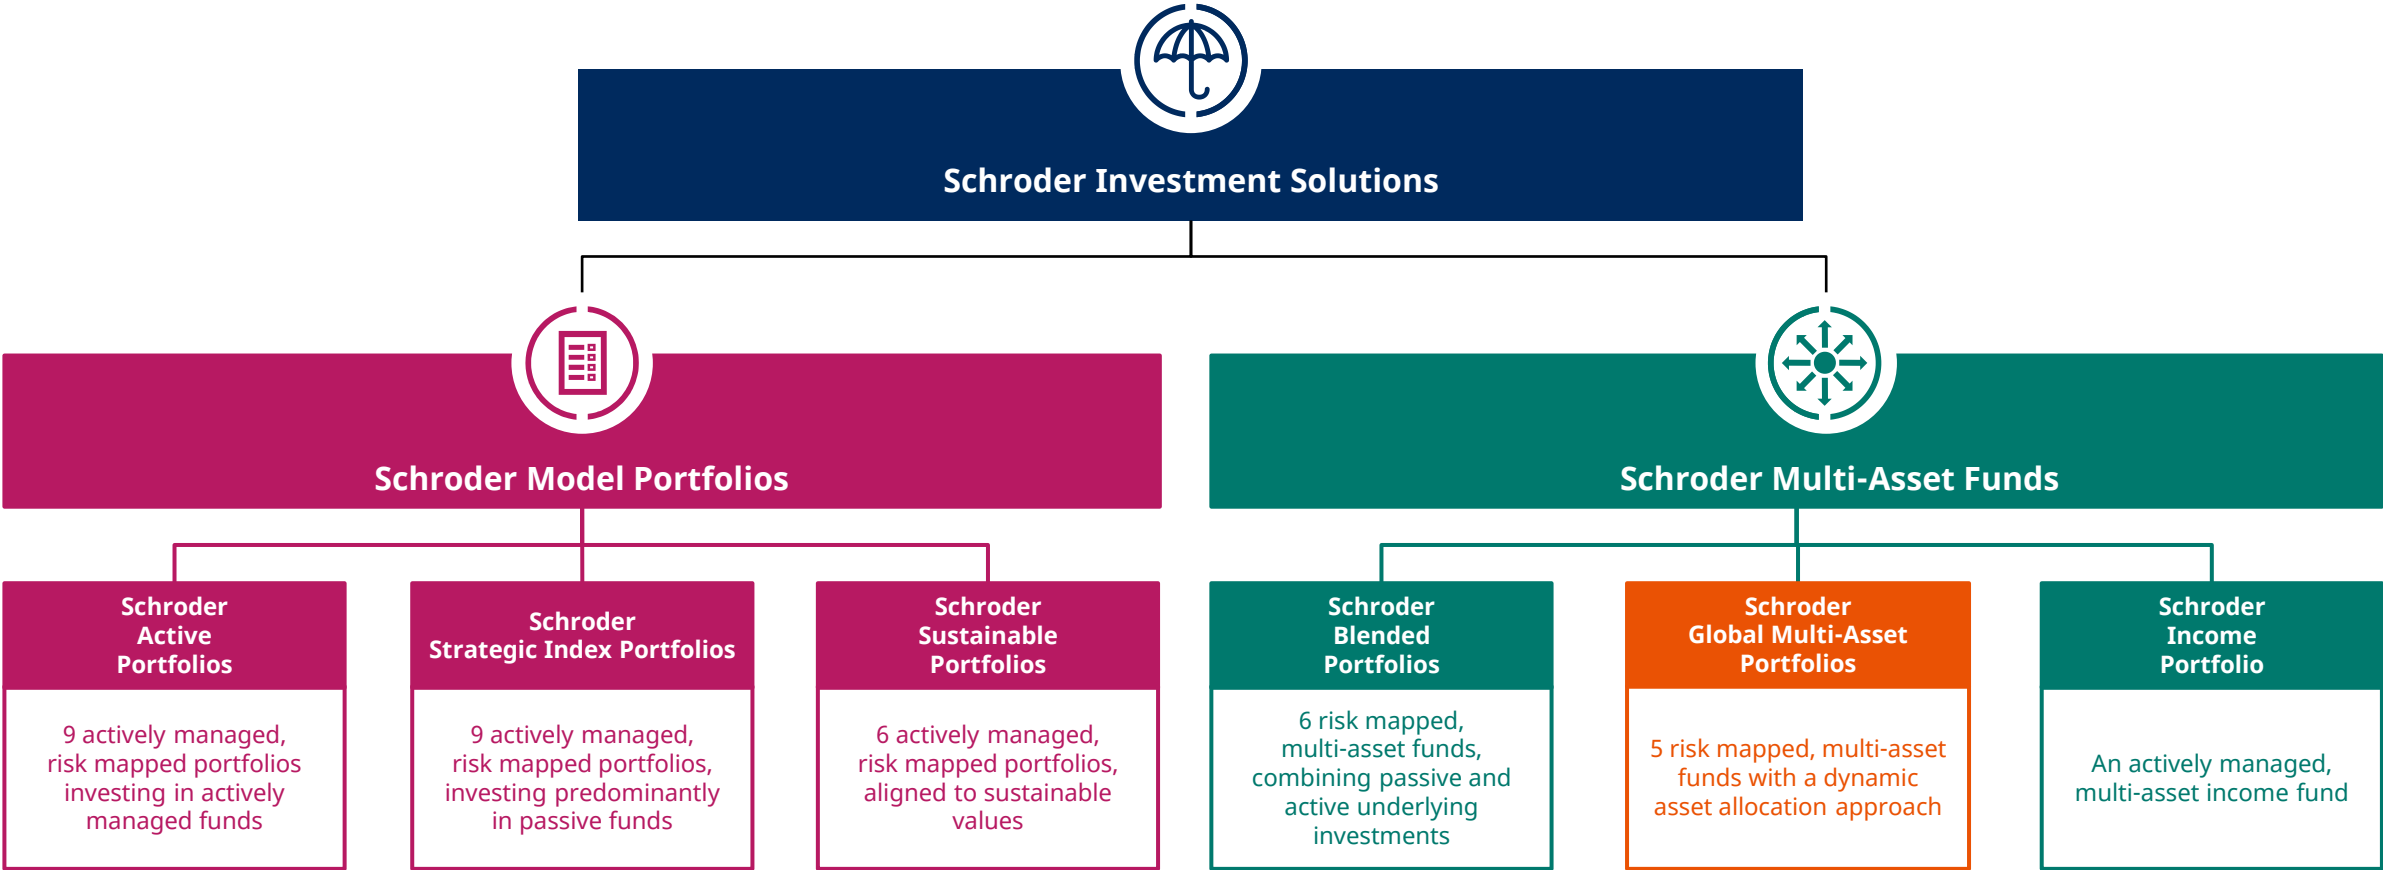 Schroder Investment Solutions
Schroder Model Portfolios
Schroder Multi-Asset Funds
Schroder
Active
Portfolios
9 actively managed,
risk mapped portfolios
investing in actively
managed funds
Schroder
Strategic Index Portfolios
9 actively managed,
risk mapped portfolios,
investing predominantly
in passive funds
Schroder
Sustainable
Portfolios
6 actively managed,
risk mapped portfolios,
aligned to sustainable
values
Schroder
Blended
Portfolios
6 risk mapped,
multi-asset funds,
combining passive and
active underlying
investments
Schroder
Global Multi-Asset
Portfolios
5 risk mapped, multi-asset
funds with a dynamic
asset allocation approach
Schroder
Income
Portfolio
An actively managed,
multi-asset income fund